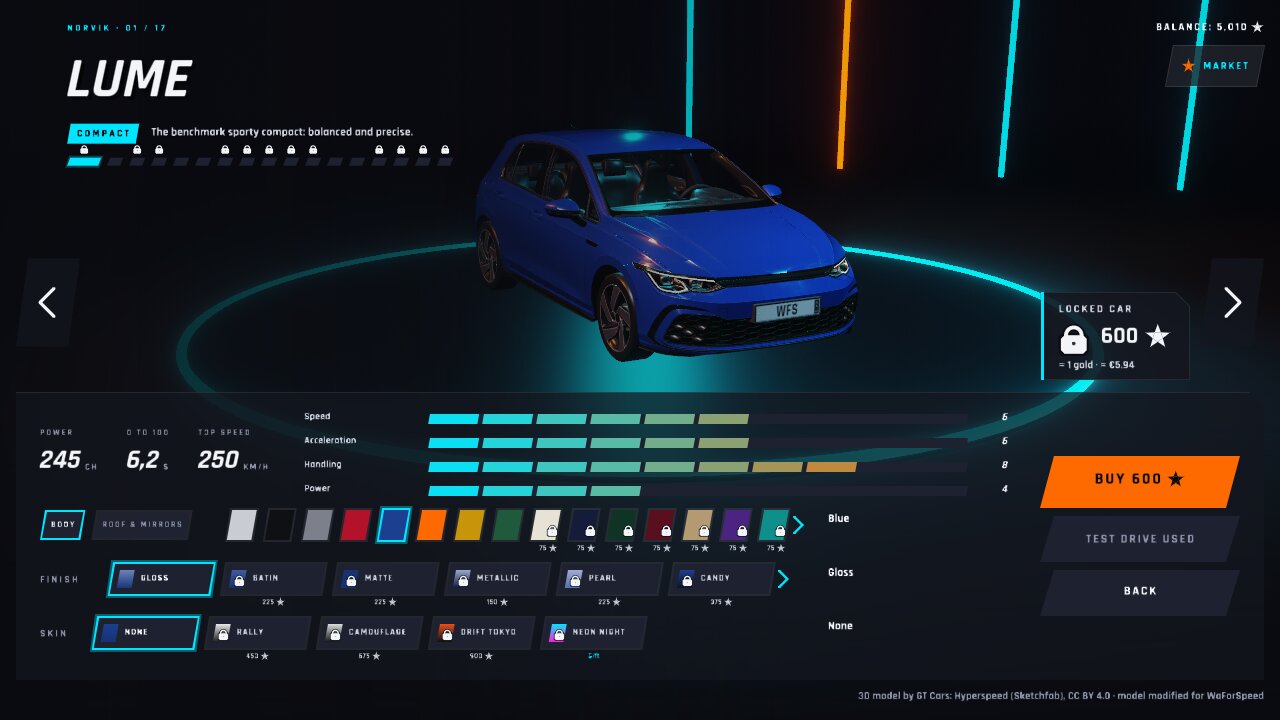 NORVIK · 01 / 17
BALANCE: 5,010
LUME
MARKET
COMPACT
The benchmark sporty compact: balanced and precise.
WFS
LOCKED CAR
600
≈ 1 gold · ≈ €5.94
POWER
245 CH
0 TO 100
6,2 S
TOP SPEED
250 KM/H
Speed 6
Acceleration 6
Handling 8
Power 4
BUY 600
TEST DRIVE USED
BACK
BODY
ROOF & MIRRORS
Blue
75 75 75 75 75 75 75
FINISH
GLOSS
SATIN
MATTE
METALLIC
PEARL
CANDY
Gloss
225 225 150 225 375
SKIN
NONE
RALLY
CAMOUFLAGE
DRIFT TOKYO
NEON NIGHT
None
450 675 900 Gift
3D model by GT Cars: Hyperspeed (Sketchfab), CC BY 4.0 · model modified for WaForSpeed